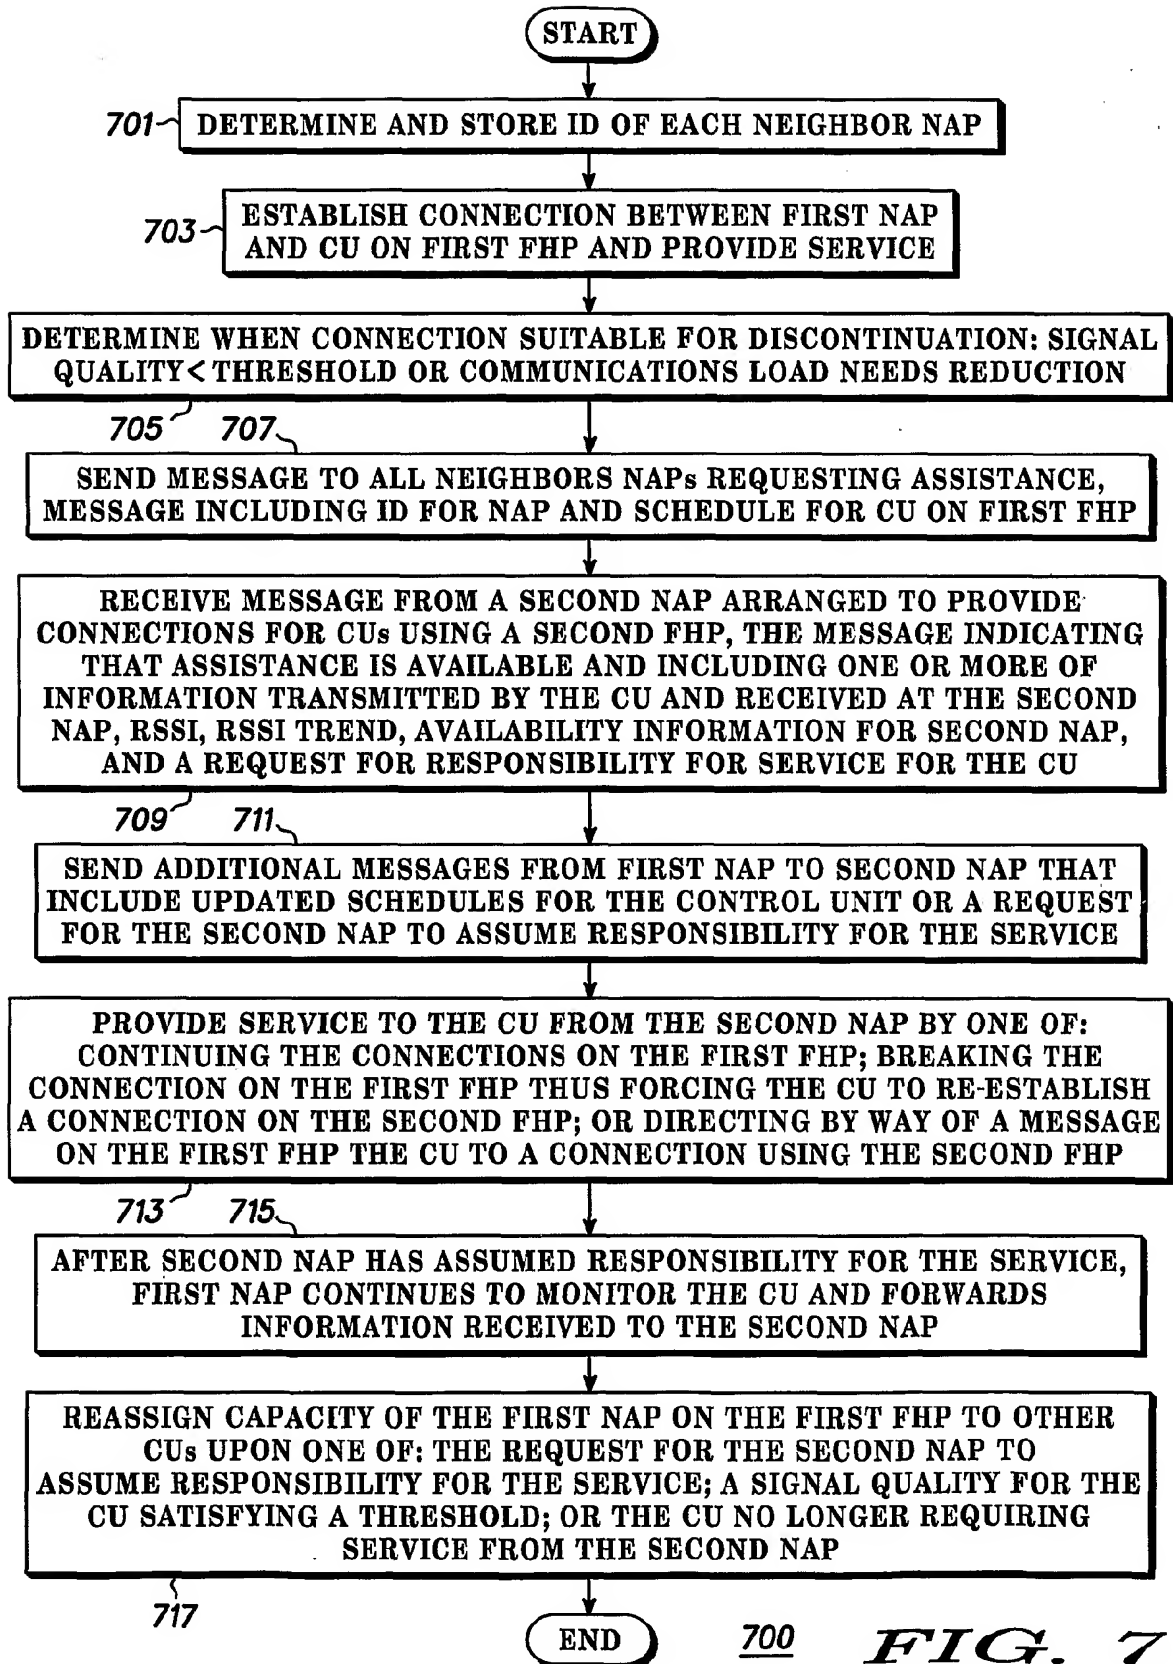 START
701
DETERMINE AND STORE ID OF EACH NEIGHBOR NAP
703
ESTABLISH CONNECTION BETWEEN FIRST NAP
AND CU ON FIRST FHP AND PROVIDE SERVICE
DETERMINE WHEN CONNECTION SUITABLE FOR DISCONTINUATION: SIGNAL
QUALITY< THRESHOLD OR COMMUNICATIONS LOAD NEEDS REDUCTION
705
707
SEND MESSAGE TO ALL NEIGHBORS NAPs REQUESTING ASSISTANCE,
MESSAGE INCLUDING ID FOR NAP AND SCHEDULE FOR CU ON FIRST FHP
RECEIVE MESSAGE FROM A SECOND NAP ARRANGED TO PROVIDE
CONNECTIONS FOR CUs USING A SECOND FHP, THE MESSAGE INDICATING
THAT ASSISTANCE IS AVAILABLE AND INCLUDING ONE OR MORE OF
INFORMATION TRANSMITTED BY THE CU AND RECEIVED AT THE SECOND
NAP, RSSI, RSSI TREND, AVAILABILITY INFORMATION FOR SECOND NAP,
AND A REQUEST FOR RESPONSIBILITY FOR SERVICE FOR THE CU
709
711
SEND ADDITIONAL MESSAGES FROM FIRST NAP TO SECOND NAP THAT
INCLUDE UPDATED SCHEDULES FOR THE CONTROL UNIT OR A REQUEST
FOR THE SECOND NAP TO ASSUME RESPONSIBILITY FOR THE SERVICE
PROVIDE SERVICE TO THE CU FROM THE SECOND NAP BY ONE OF:
CONTINUING THE CONNECTIONS ON THE FIRST FHP; BREAKING THE
CONNECTION ON THE FIRST FHP THUS FORCING THE CU TO RE-ESTABLISH
A CONNECTION ON THE SECOND FHP; OR DIRECTING BY WAY OF A MESSAGE
ON THE FIRST FHP THE CU TO A CONNECTION USING THE SECOND FHP
713
715
AFTER SECOND NAP HAS ASSUMED RESPONSIBILITY FOR THE SERVICE,
FIRST NAP CONTINUES TO MONITOR THE CU AND FORWARDS
INFORMATION RECEIVED TO THE SECOND NAP
REASSIGN CAPACITY OF THE FIRST NAP ON THE FIRST FHP TO OTHER
CUs UPON ONE OF: THE REQUEST FOR THE SECOND NAP TO
ASSUME RESPONSIBILITY FOR THE SERVICE; A SIGNAL QUALITY FOR THE
CU SATISFYING A THRESHOLD; OR THE CU NO LONGER REQUIRING
SERVICE FROM THE SECOND NAP
717
END
700
FIG. 7